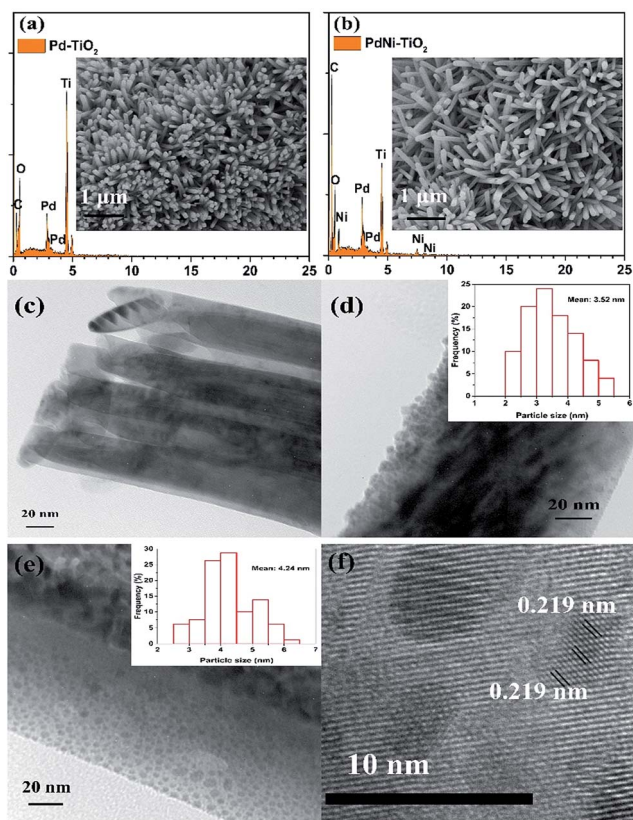 (a)
Pd-TiO2
Ti
O
C
Pd
Pd
1 μm
0 5 10 15 20 25
(b)
PdNi-TiO2
C
Ti
O
Pd
Ni
Pd
Ni
Ni
1 μm
0 5 10 15 20 25
(c)
20 nm
(d)
Mean: 3.52 nm
Frequency (%)
25
20
15
10
5
0
1 2 3 4 5 6
Particle size (nm)
20 nm
(e)
Mean: 4.24 nm
Frequency (%)
30
25
20
15
10
5
0
2 3 4 5 6 7
Particle size (nm)
20 nm
(f)
0.219 nm
0.219 nm
10 nm